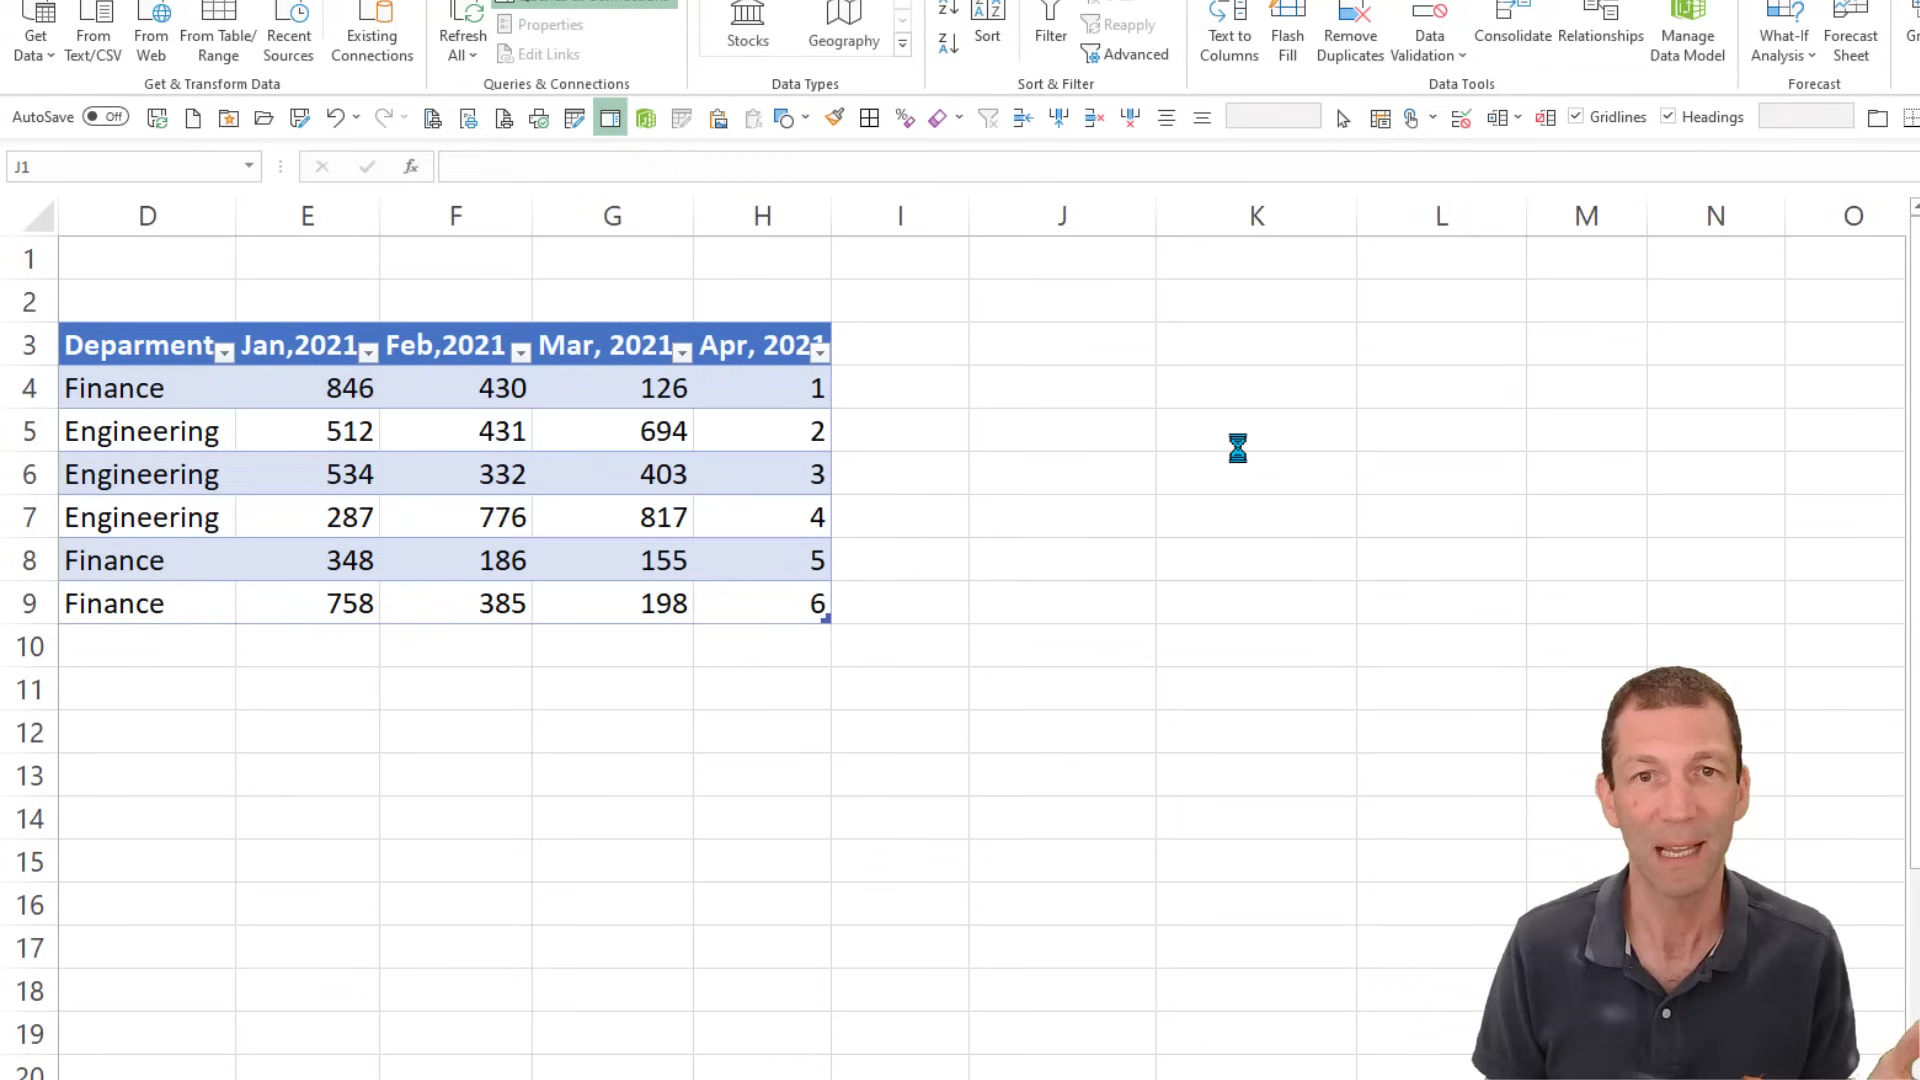 Get Data
From Text/CSV
From Web
From Table/ Range
Recent Sources
Existing Connections
Get & Transform Data
Refresh All
Properties
Edit Links
Queries & Connections
Stocks
Geography
Data Types
Sort
Filter
Reapply
Advanced
Sort & Filter
Text to Columns
Flash Fill
Remove Duplicates
Data Validation
Consolidate
Relationships
Manage Data Model
Data Tools
What-If Analysis
Forecast Sheet
Forecast
AutoSave Off
Gridlines
Headings
J1
fx
D E F G H I J K L M N O
1
2
3 Deparment Jan,2021 Feb,2021 Mar, 2021 Apr, 2021
4 Finance 846 430 126 1
5 Engineering 512 431 694 2
6 Engineering 534 332 403 3
7 Engineering 287 776 817 4
8 Finance 348 186 155 5
9 Finance 758 385 198 6
10
11
12
13
14
15
16
17
18
19
20